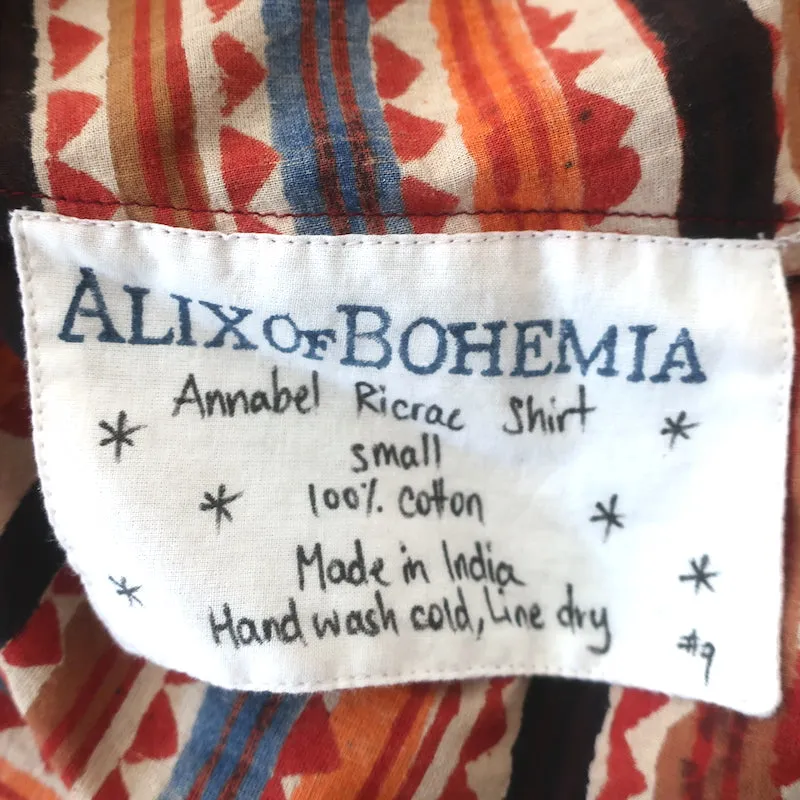 ALIX OF BOHEMIA
Annabel Ricrac Shirt
small
100% cotton
Made in India
Hand wash cold, Line dry
#9